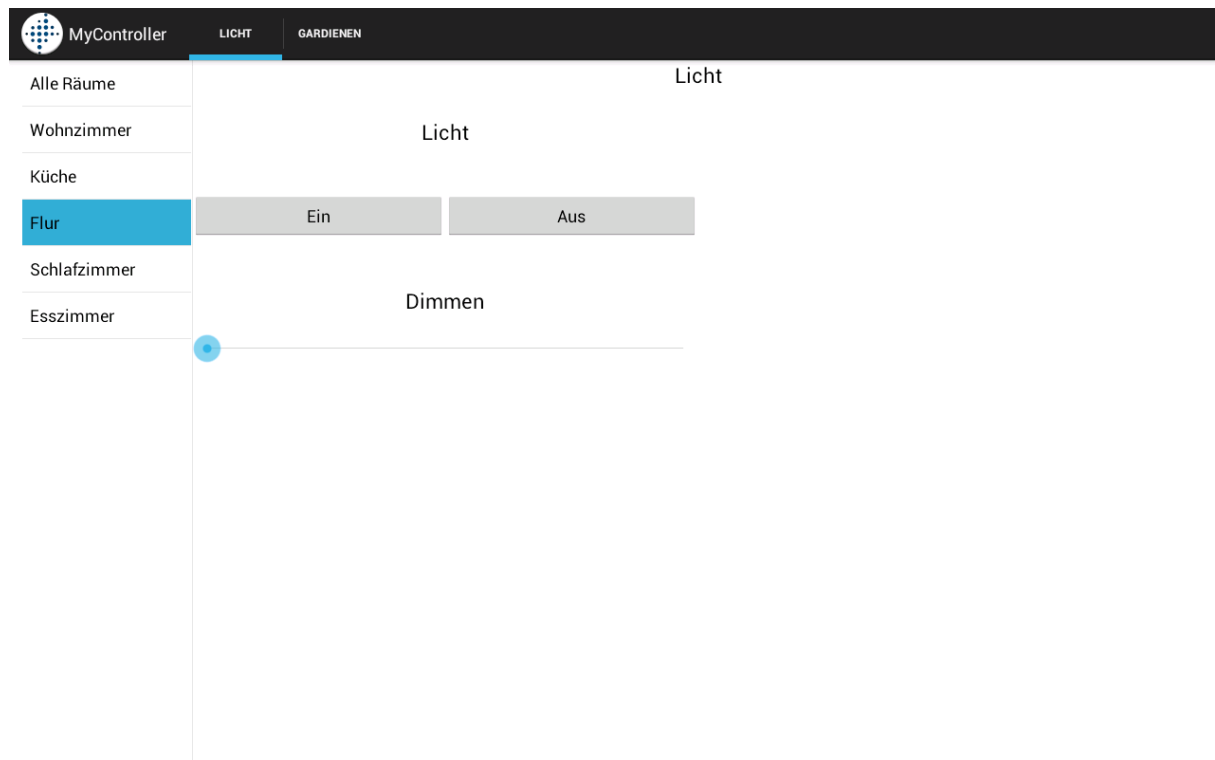 MyController
LICHT
GARDIENEN
Alle Räume
Wohnzimmer
Küche
Flur
Schlafzimmer
Esszimmer
Licht
Licht
Ein
Aus
Dimmen